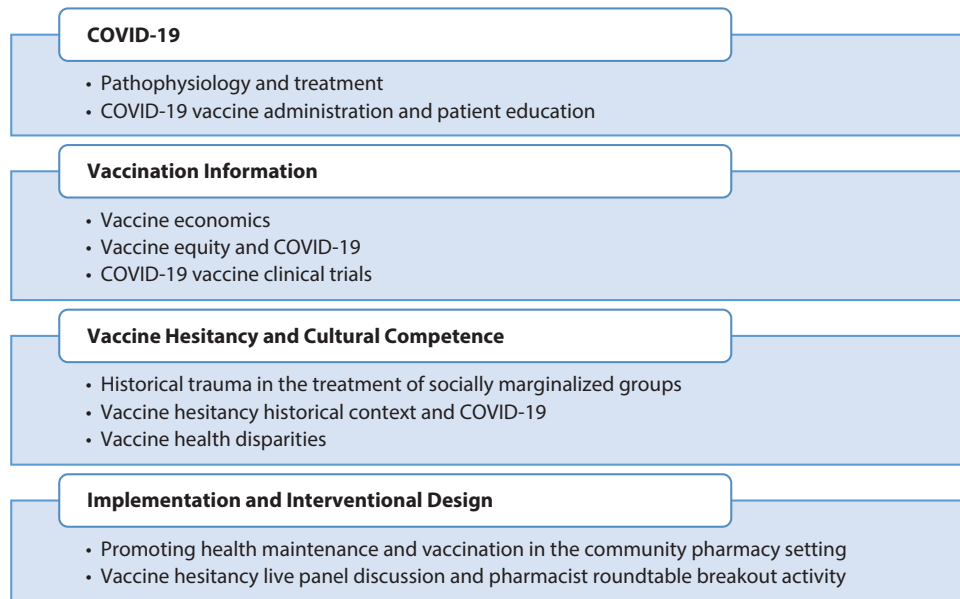 COVID-19
• Pathophysiology and treatment
• COVID-19 vaccine administration and patient education
Vaccination Information
• Vaccine economics
• Vaccine equity and COVID-19
• COVID-19 vaccine clinical trials
Vaccine Hesitancy and Cultural Competence
• Historical trauma in the treatment of socially marginalized groups
• Vaccine hesitancy historical context and COVID-19
• Vaccine health disparities
Implementation and Interventional Design
• Promoting health maintenance and vaccination in the community pharmacy setting
• Vaccine hesitancy live panel discussion and pharmacist roundtable breakout activity